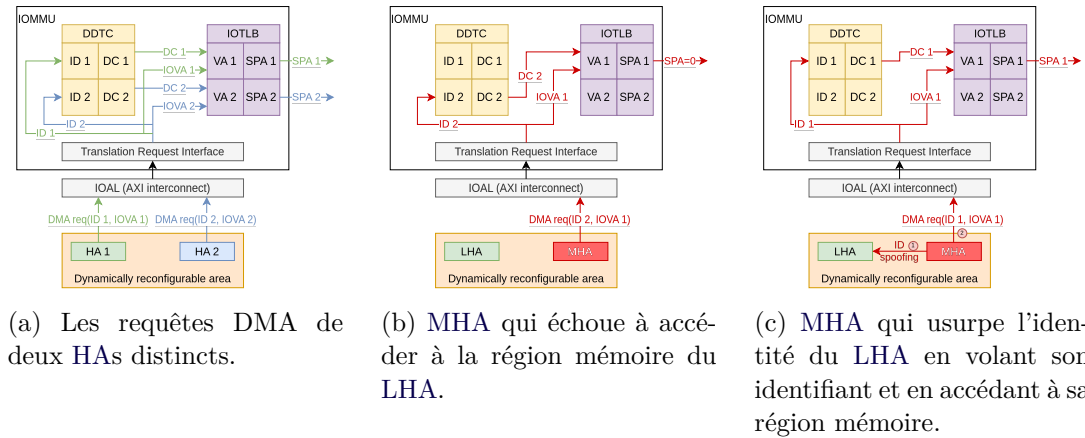 IOMMU
DDTC
IOTLB
ID 1
DC 1
ID 2
DC 2
VA 1
SPA 1
VA 2
SPA 2
DC 1
IOVA 1
DC 2
IOVA 2
SPA 1
SPA 2
ID 2
ID 1
Translation Request Interface
IOAL (AXI interconnect)
DMA req(ID 1, IOVA 1)
DMA req(ID 2, IOVA 2)
HA 1
HA 2
Dynamically reconfigurable area
(a) Les requêtes DMA de
deux HAs distincts.
IOMMU
DDTC
IOTLB
ID 1
DC 1
ID 2
DC 2
VA 1
SPA 1
VA 2
SPA 2
DC 2
IOVA 1
SPA=0
ID 2
Translation Request Interface
IOAL (AXI interconnect)
DMA req(ID 2, IOVA 1)
LHA
MHA
Dynamically reconfigurable area
(b) MHA qui échoue à accé-
der à la région mémoire du
LHA.
IOMMU
DDTC
IOTLB
ID 1
DC 1
ID 2
DC 2
VA 1
SPA 1
VA 2
SPA 2
DC 1
IOVA 1
SPA 1
ID 1
Translation Request Interface
IOAL (AXI interconnect)
DMA req(ID 1, IOVA 1)
②
LHA
ID ①
spoofing
MHA
Dynamically reconfigurable area
(c) MHA qui usurpe l'iden-
tité du LHA en volant son
identifiant et en accédant à sa
région mémoire.